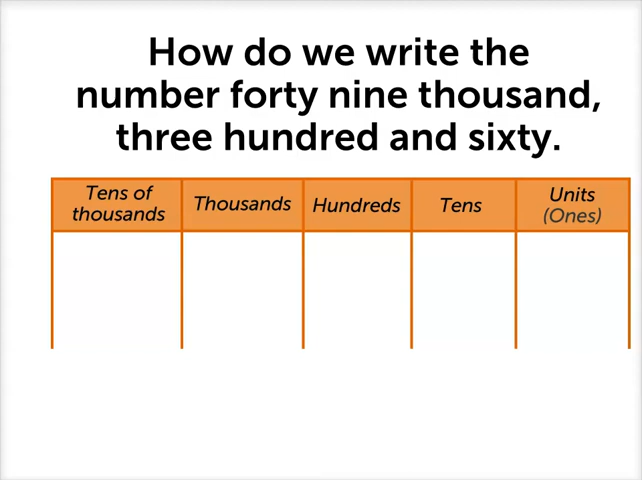 How do we write the
number forty nine thousand,
three hundred and sixty.
Tens of
thousands
Thousands
Hundreds
Tens
Units
(Ones)